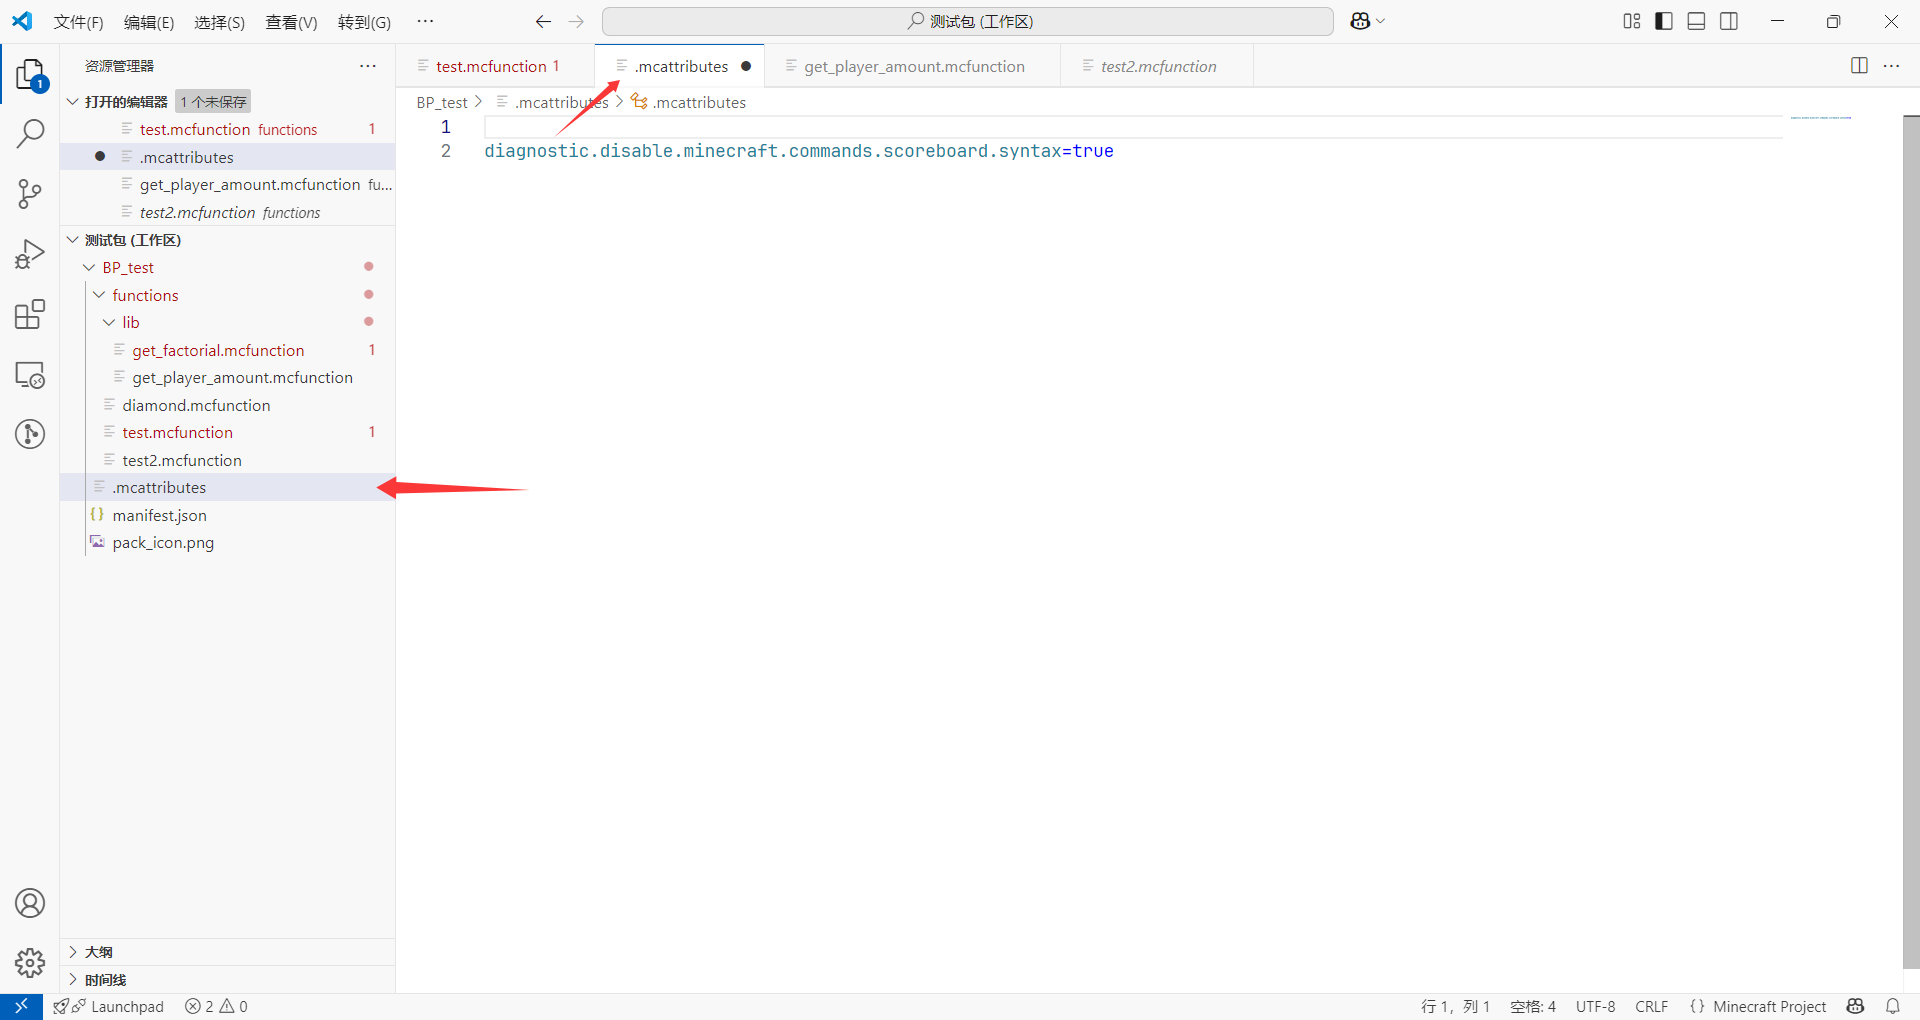 文件(F) 编辑(E) 选择(S) 查看(V) 转到(G) ··· 测试包 (工作区)
资源管理器 ···
打开的编辑器 1 个未保存
test.mcfunction functions 1
.mcattributes
get_player_amount.mcfunction fu...
test2.mcfunction functions
测试包 (工作区)
BP_test
functions
lib
get_factorial.mcfunction 1
get_player_amount.mcfunction
diamond.mcfunction
test.mcfunction 1
test2.mcfunction
.mcattributes
manifest.json
pack_icon.png
大纲
时间线
1
test.mcfunction 1 .mcattributes get_player_amount.mcfunction test2.mcfunction ···
BP_test > .mcattributes > .mcattributes
1
2 diagnostic.disable.minecraft.commands.scoreboard.syntax=true
Launchpad 2 0 行 1，列 1 空格: 4 UTF-8 CRLF {} Minecraft Project